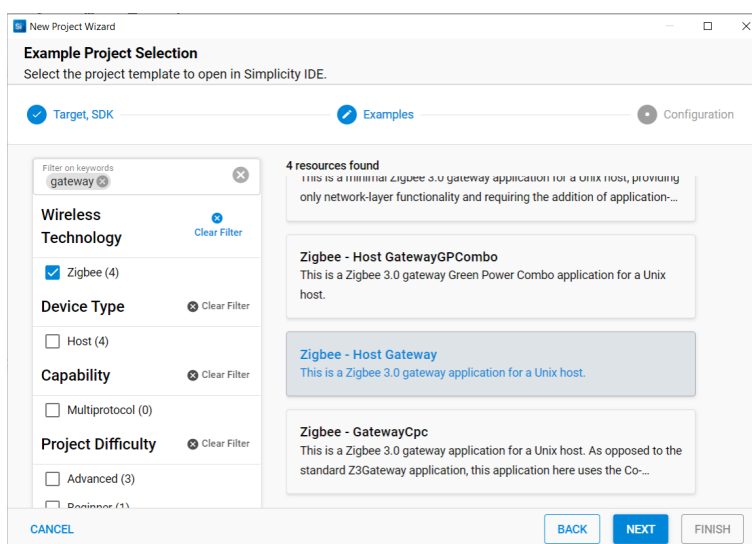 New Project Wizard
Example Project Selection
Select the project template to open in Simplicity IDE.
Target, SDK
Examples
Configuration
Filter on keywords
gateway
Wireless
Technology
Clear Filter
Zigbee (4)
Device Type
Clear Filter
Host (4)
Capability
Clear Filter
Multiprotocol (0)
Project Difficulty
Clear Filter
Advanced (3)
Beginner (1)
4 resources found
This is a minimal Zigbee 3.0 gateway application for a Unix host, providing
only network-layer functionality and requiring the addition of application-...
Zigbee - Host GatewayGPCombo
This is a Zigbee 3.0 gateway Green Power Combo application for a Unix
host.
Zigbee - Host Gateway
This is a Zigbee 3.0 gateway application for a Unix host.
Zigbee - GatewayCpc
This is a Zigbee 3.0 gateway application for a Unix host. As opposed to the
standard Z3Gateway application, this application here uses the Co-...
CANCEL
BACK
NEXT
FINISH